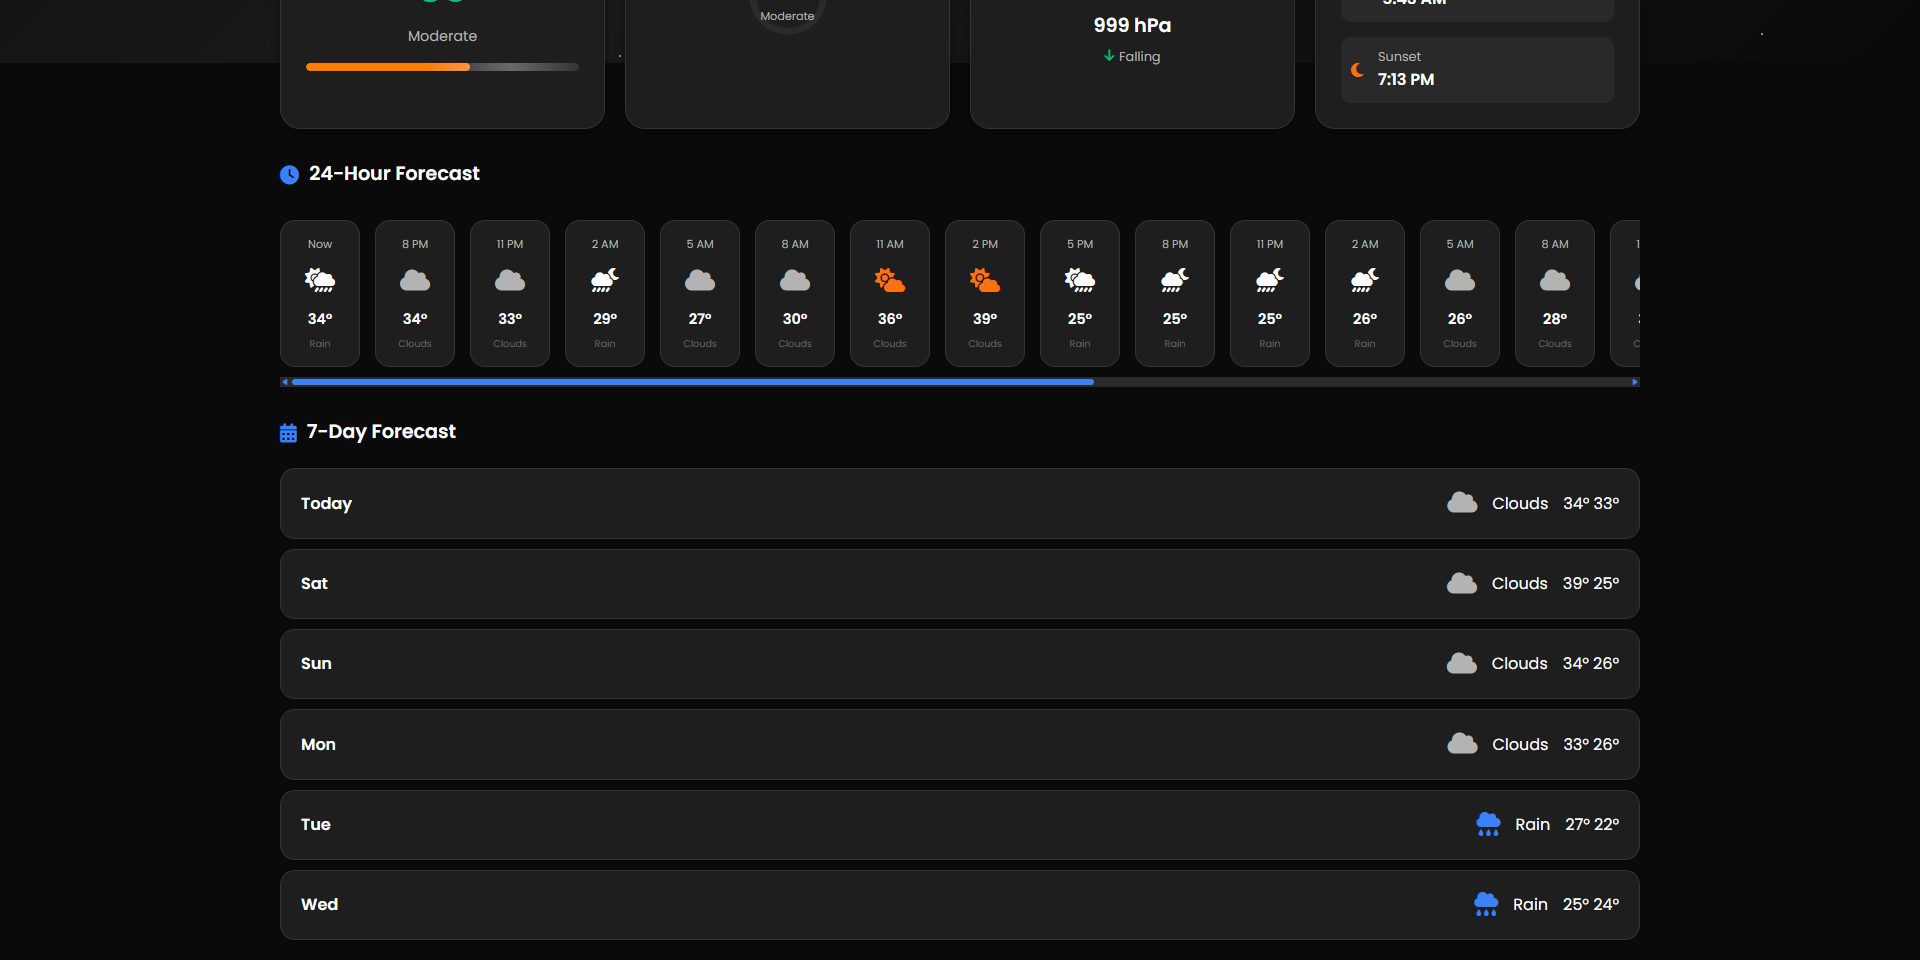 Moderate
Moderate
999 hPa
Falling
Sunset
7:13 PM
24-Hour Forecast
Now 8 PM 11 PM 2 AM 5 AM 8 AM 11 AM 2 PM 5 PM 8 PM 11 PM 2 AM 5 AM 8 AM
34° 34° 33° 29° 27° 30° 36° 39° 25° 25° 25° 26° 26° 28°
Rain Clouds Clouds Rain Clouds Clouds Clouds Clouds Rain Rain Rain Rain Clouds Clouds
7-Day Forecast
Today Clouds 34° 33°
Sat Clouds 39° 25°
Sun Clouds 34° 26°
Mon Clouds 33° 26°
Tue Rain 27° 22°
Wed Rain 25° 24°